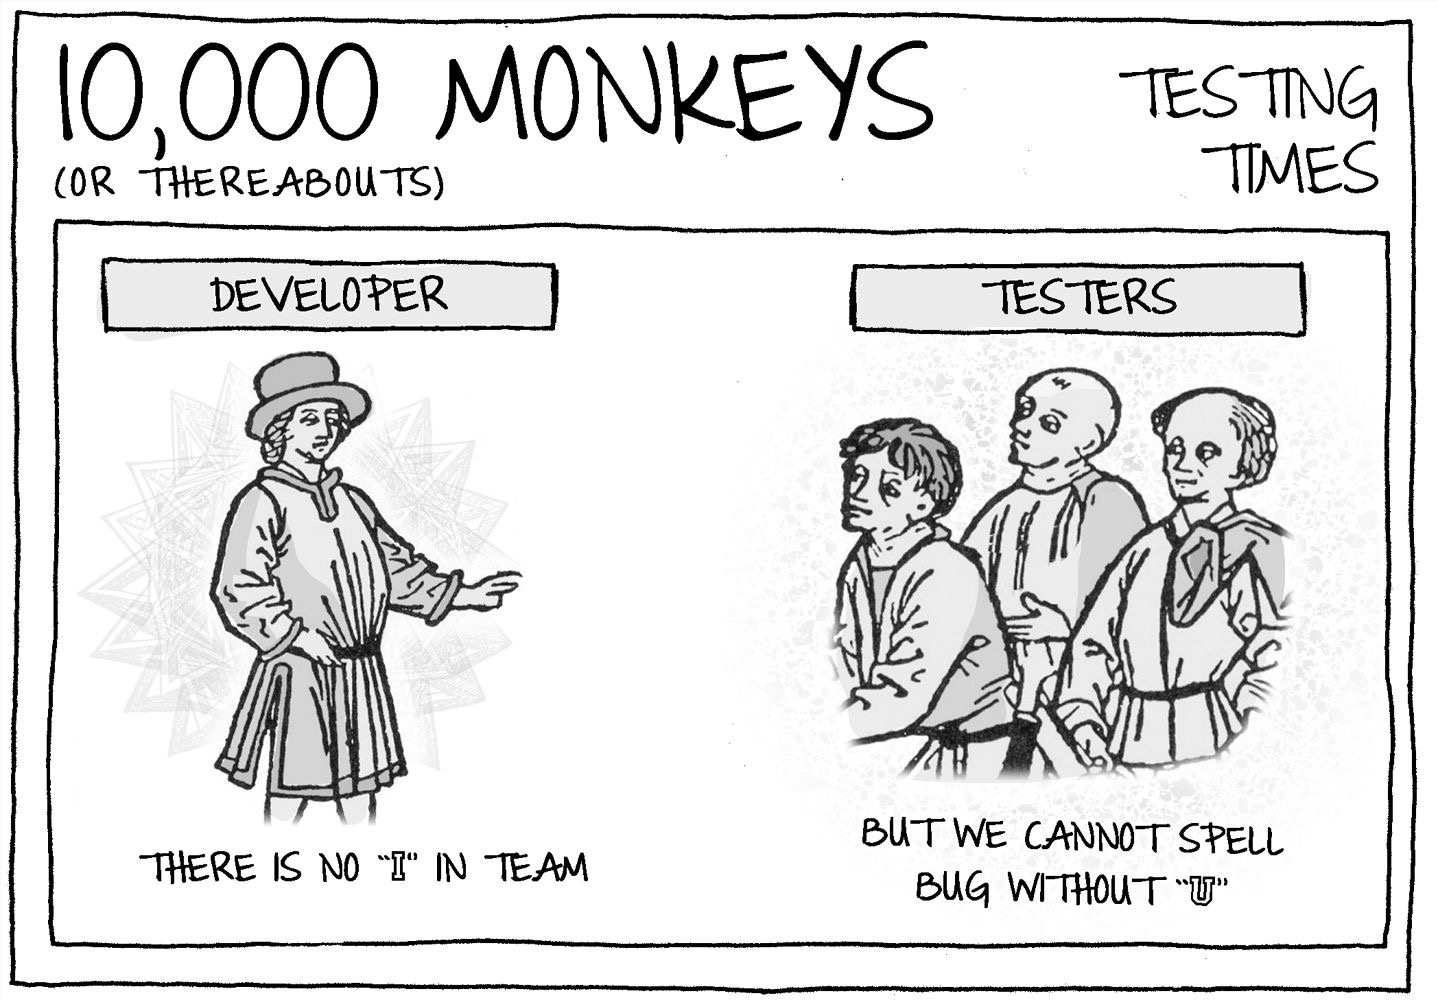 10,000 MONKEYS
(OR THEREABOUTS)
TESTING
TIMES
DEVELOPER
TESTERS
THERE IS NO "I" IN TEAM
BUT WE CANNOT SPELL
BUG WITHOUT "U"